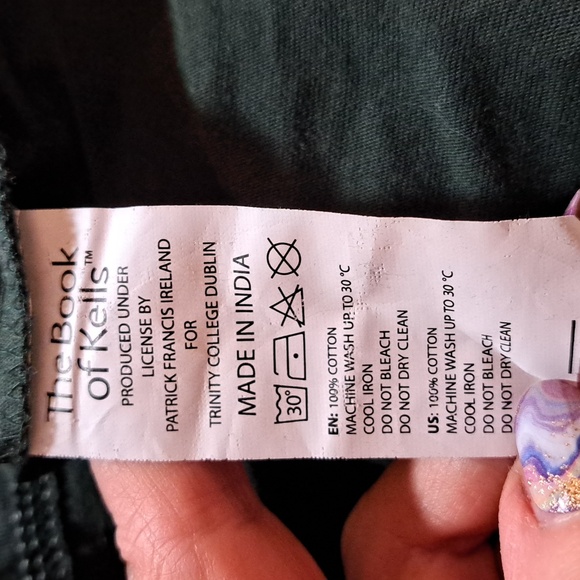 The Book
of Kells™
PRODUCED UNDER
LICENSE BY
PATRICK FRANCIS IRELAND
FOR
TRINITY COLLEGE DUBLIN
MADE IN INDIA
30°
EN: 100% COTTON
MACHINE WASH UP TO 30 °C
COOL IRON
DO NOT BLEACH
DO NOT DRY CLEAN
US: 100% COTTON
MACHINE WASH UP TO 30 °C
COOL IRON
DO NOT BLEACH
DO NOT DRY CLEAN